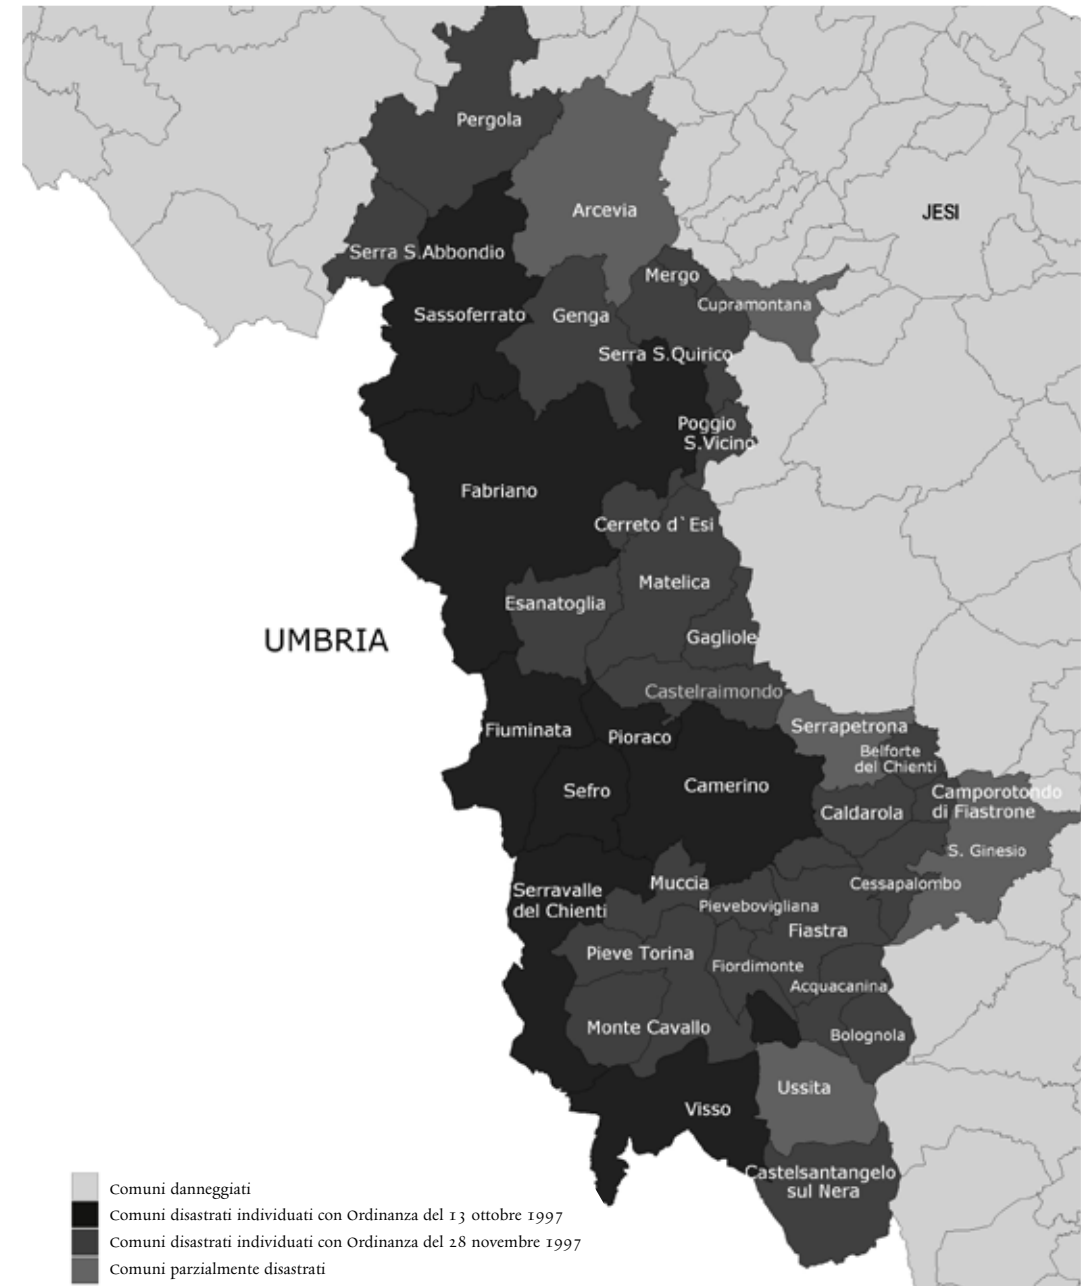 Pergola
Arcevia
JESI
Serra S.Abbondio
Mergo
Cupramontana
Sassoferrato
Genga
Serra S.Quirico
Poggio
S.Vicino
Fabriano
Cerreto d`Esi
Matelica
Esanatoglia
UMBRIA
Gagliole
Castelraimondo
Serrapetrona
Fiuminata
Pioraco
Belforte
del Chienti
Sefro
Camerino
Camporotondo
di Fiastrone
Caldarola
S. Ginesio
Muccia
Cessapalombo
Serravalle
del Chienti
Pievebovigliana
Fiastra
Pieve Torina
Fiordimonte
Acquacanina
Monte Cavallo
Bolognola
Ussita
Visso
Castelsantangelo
sul Nera
Comuni danneggiati
Comuni disastrati individuati con Ordinanza del 13 ottobre 1997
Comuni disastrati individuati con Ordinanza del 28 novembre 1997
Comuni parzialmente disastrati